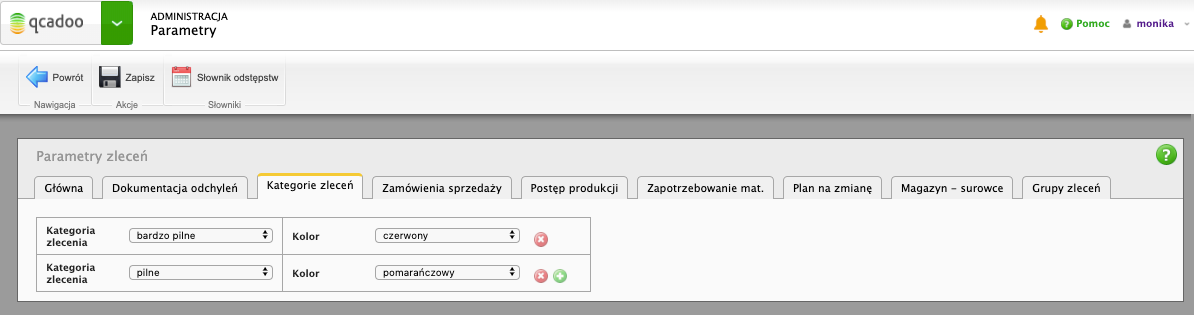 qcadoo
ADMINISTRACJA
Parametry
Pomoc
monika
Powrót
Zapisz
Słownik odstępstw
Nawigacja
Akcje
Słowniki
Parametry zleceń
Główna
Dokumentacja odchyleń
Kategorie zleceń
Zamówienia sprzedaży
Postęp produkcji
Zapotrzebowanie mat.
Plan na zmianę
Magazyn - surowce
Grupy zleceń
Kategoria
zlecenia
bardzo pilne
Kolor
czerwony
Kategoria
zlecenia
pilne
Kolor
pomarańczowy